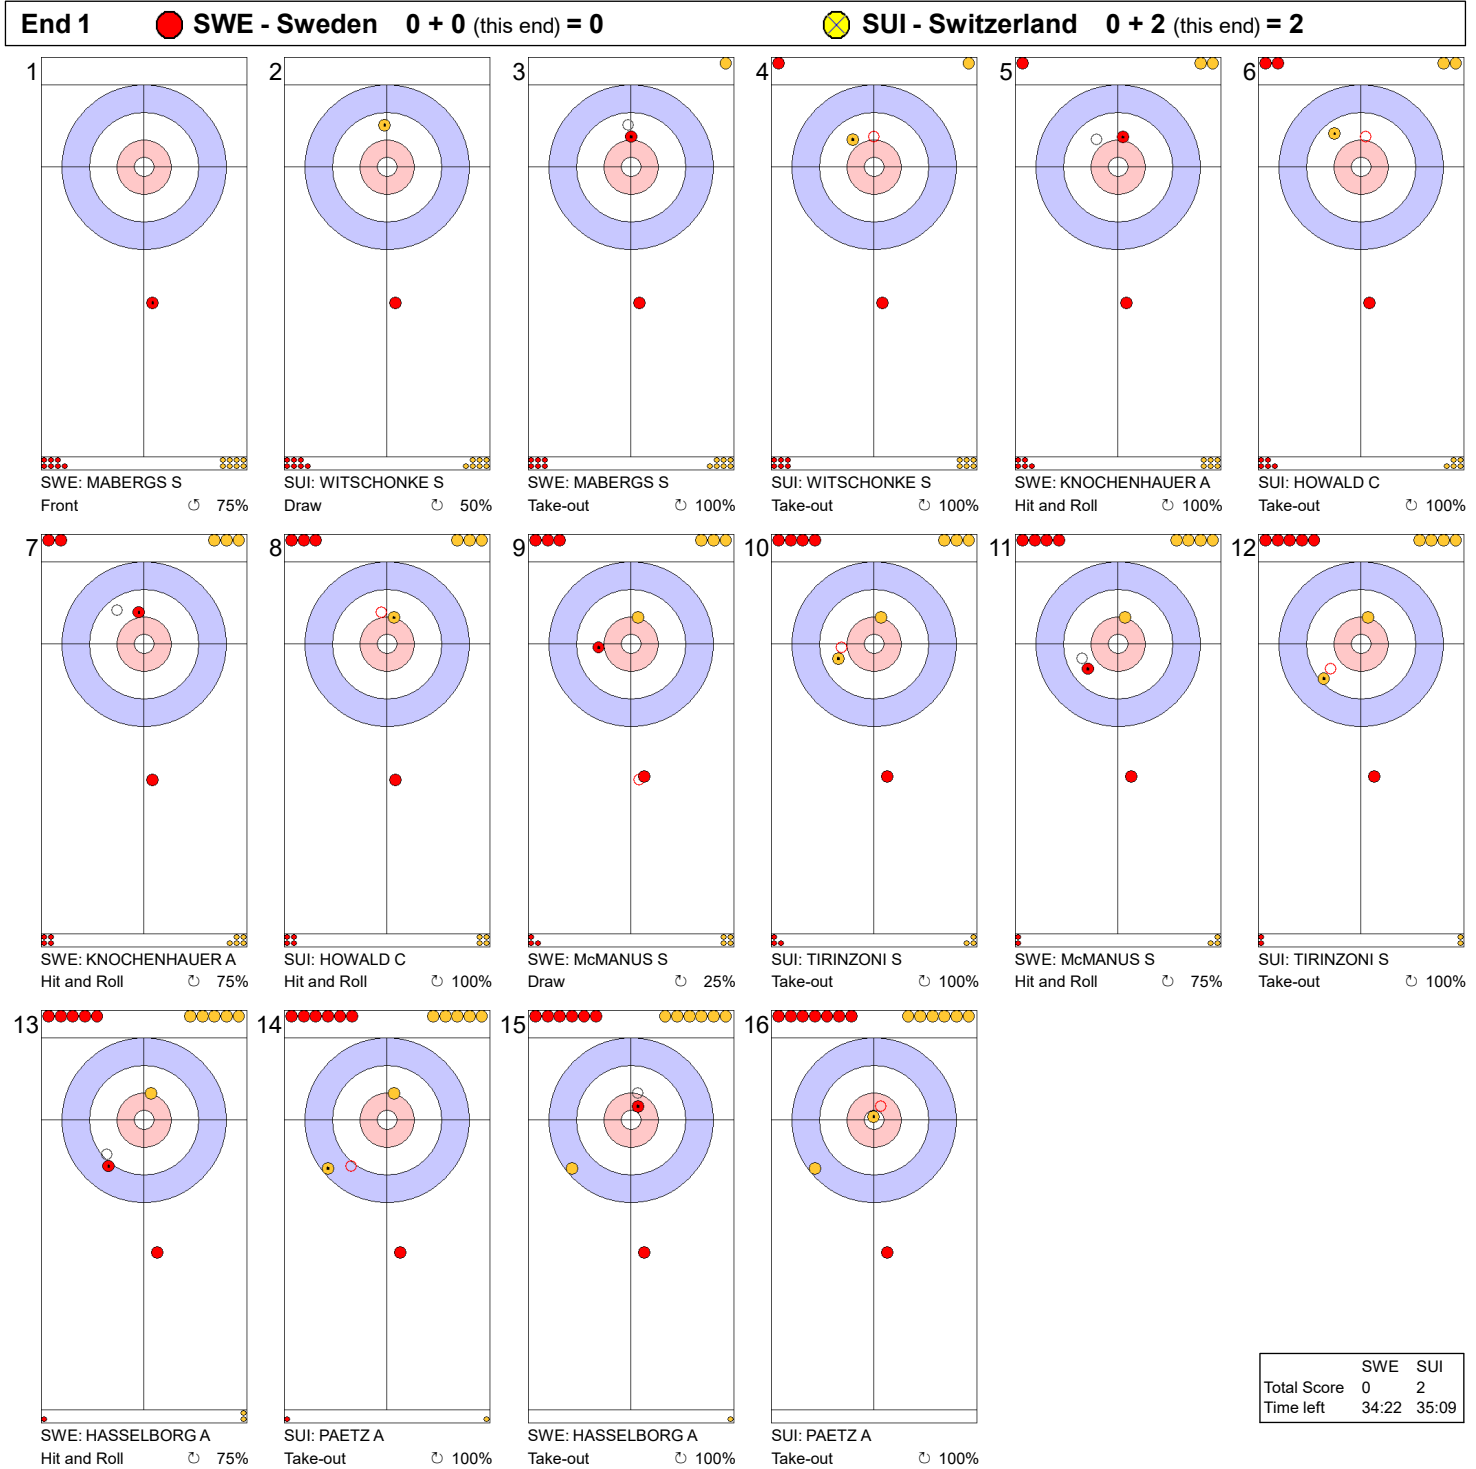 End 1 SWE - Sweden 0 + 0 (this end) = 0 SUI - Switzerland 0 + 2 (this end) = 2
1 2 3 4 5 6
SWE: MABERGS S SUI: WITSCHONKE S SWE: MABERGS S SUI: WITSCHONKE S SWE: KNOCHENHAUER A SUI: HOWALD C
Front ↺ 75% Draw ↻ 50% Take-out ↻ 100% Take-out ↻ 100% Hit and Roll ↻ 100% Take-out ↻ 100%
7 8 9 10 11 12
SWE: KNOCHENHAUER A SUI: HOWALD C SWE: McMANUS S SUI: TIRINZONI S SWE: McMANUS S SUI: TIRINZONI S
Hit and Roll ↻ 75% Hit and Roll ↻ 100% Draw ↻ 25% Take-out ↻ 100% Hit and Roll ↻ 75% Take-out ↻ 100%
13 14 15 16
SWE: HASSELBORG A SUI: PAETZ A SWE: HASSELBORG A SUI: PAETZ A
Hit and Roll ↻ 75% Take-out ↻ 100% Take-out ↻ 100% Take-out ↻ 100%
SWE SUI
Total Score 0 2
Time left 34:22 35:09